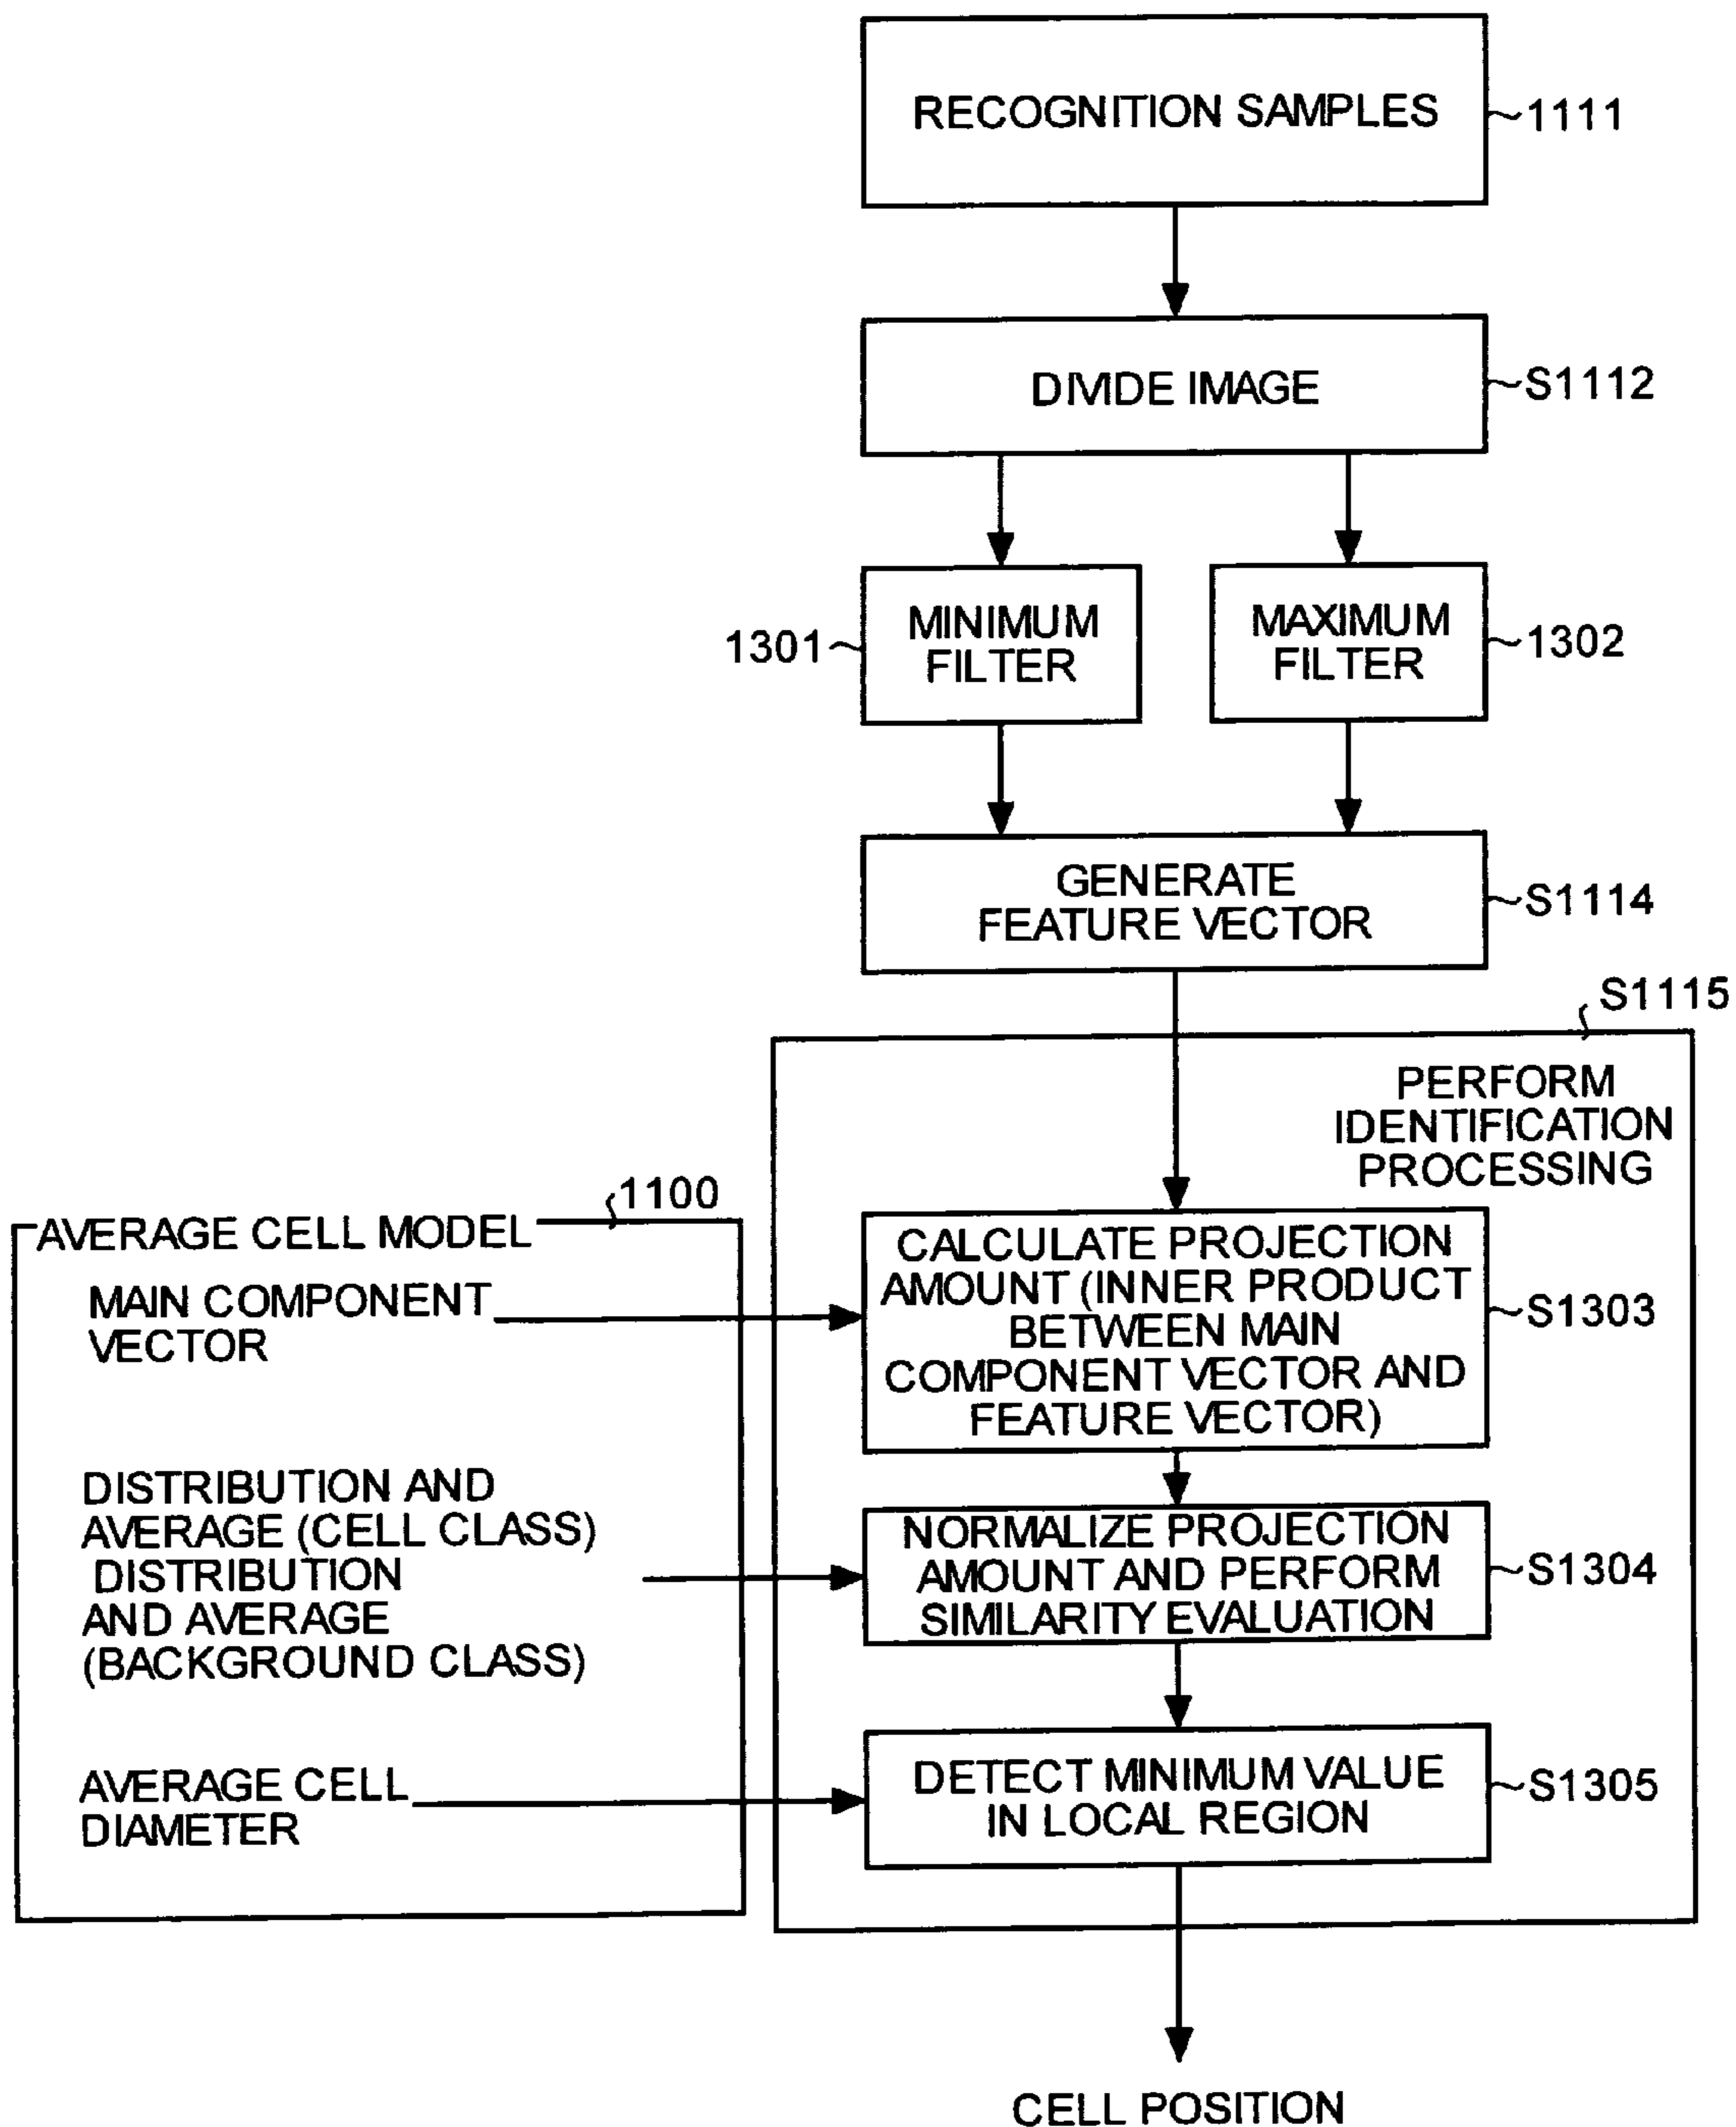 RECOGNITION SAMPLES
1111
DIVIDE IMAGE
S1112
1301
MINIMUM
FILTER
MAXIMUM
FILTER
1302
GENERATE
FEATURE VECTOR
S1114
S1115
PERFORM
IDENTIFICATION
PROCESSING
1100
AVERAGE CELL MODEL
MAIN COMPONENT
VECTOR
CALCULATE PROJECTION
AMOUNT (INNER PRODUCT
BETWEEN MAIN
COMPONENT VECTOR AND
FEATURE VECTOR)
S1303
DISTRIBUTION AND
AVERAGE (CELL CLASS)
DISTRIBUTION
AND AVERAGE
(BACKGROUND CLASS)
NORMALIZE PROJECTION
AMOUNT AND PERFORM
SIMILARITY EVALUATION
S1304
AVERAGE CELL
DIAMETER
DETECT MINIMUM VALUE
IN LOCAL REGION
S1305
CELL POSITION